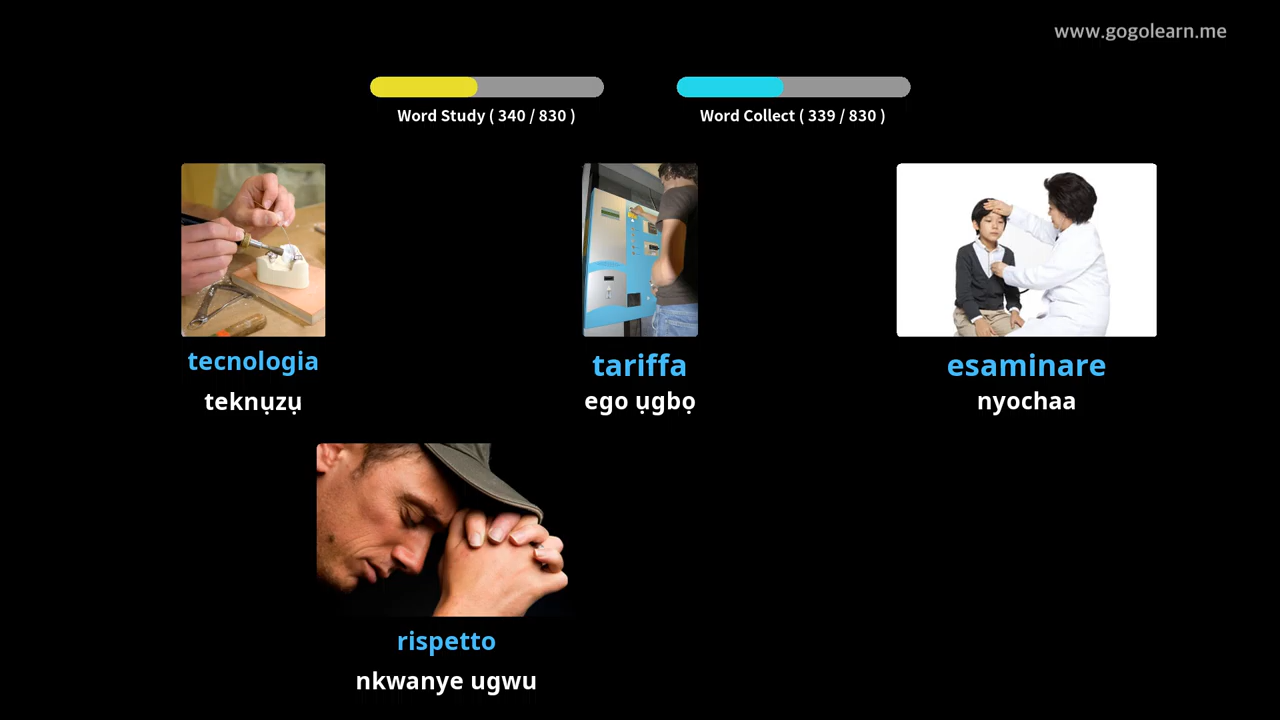 www.gogolearn.me
Word Study ( 340 / 830 )
Word Collect ( 339 / 830 )
tecnologia
teknụzụ
tariffa
ego ụgbọ
esaminare
nyochaa
rispetto
nkwanye ugwu